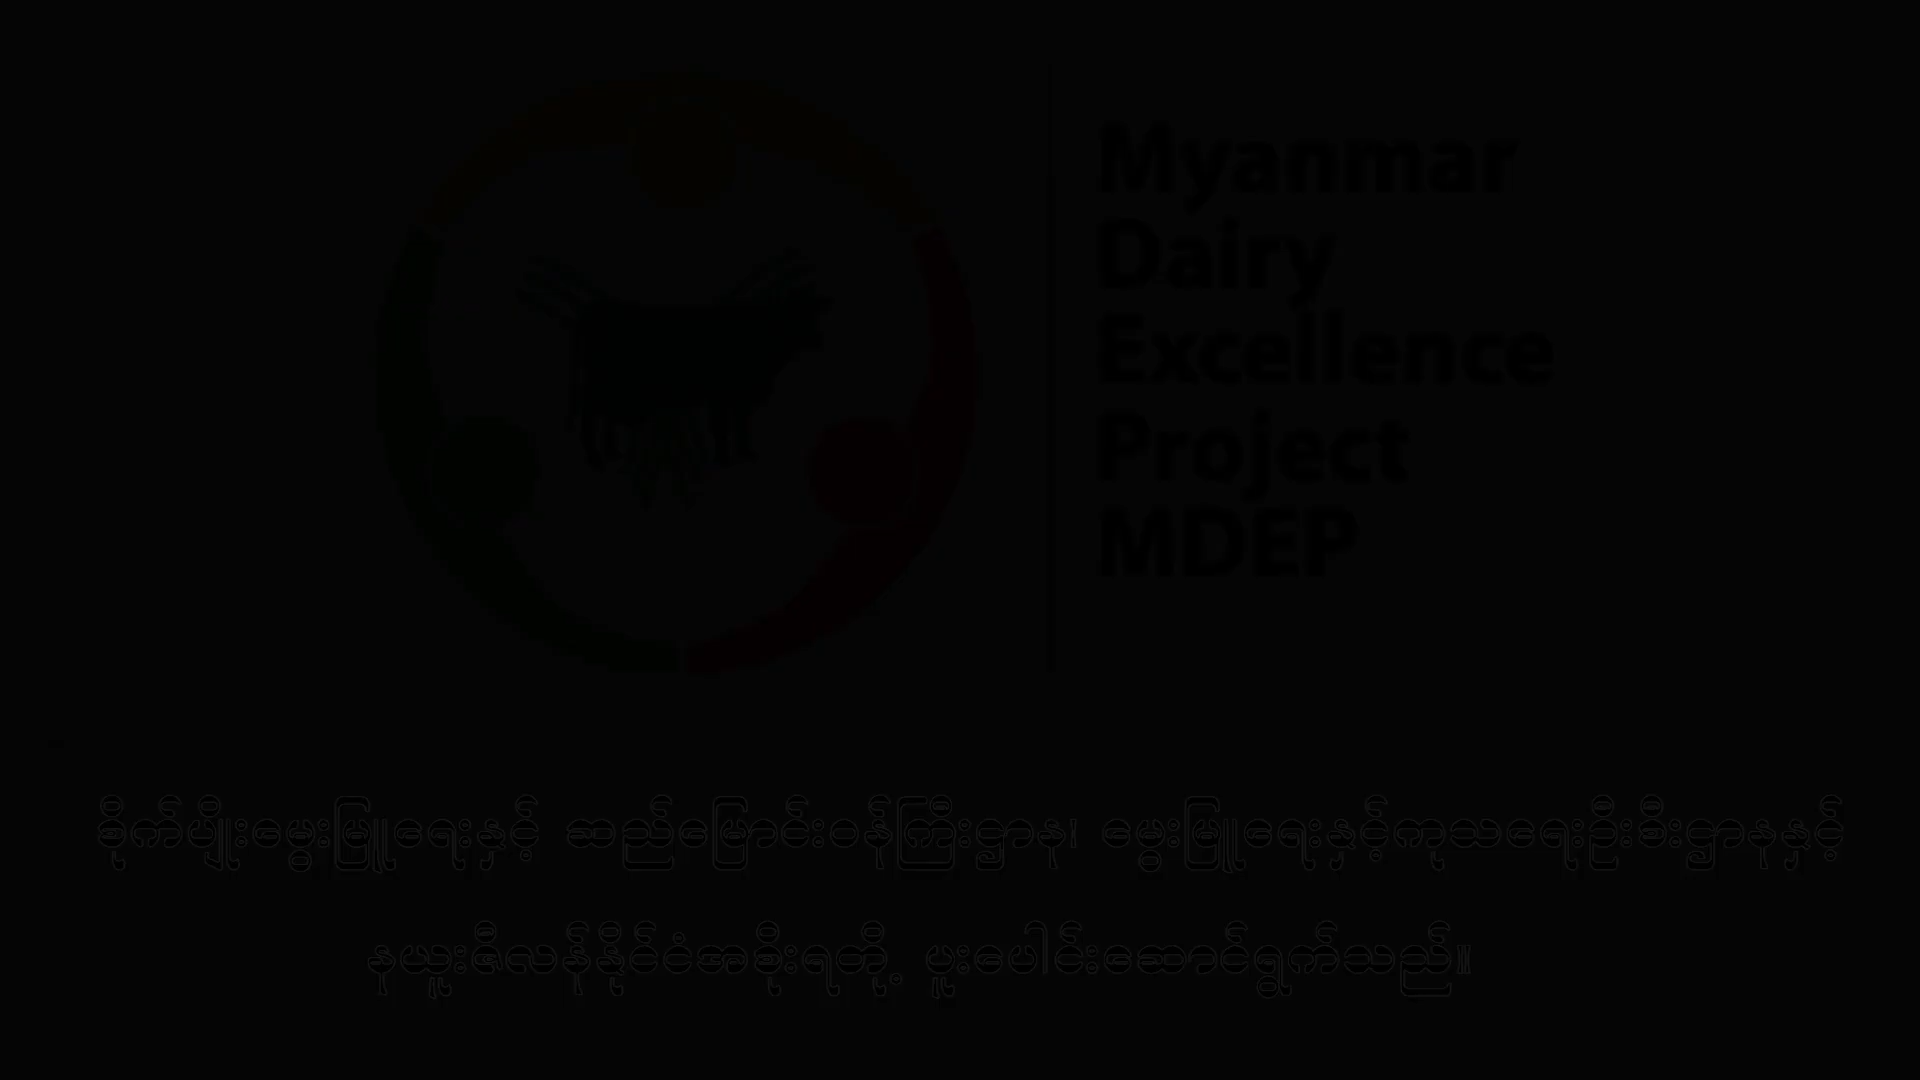 Myanmar
Dairy
Excellence
Project
MDEP
စိုက်ပျိုးမွေးမြူရေးနှင့် ဆည်မြောင်းဝန်ကြီးဌာန၊ မွေးမြူရေးနှင့်ကုသရေးဦးစီးဌာနနှင့်
နယူးဇီလန်နိုင်ငံအစိုးရတို့ ပူးပေါင်းဆောင်ရွက်သည်။